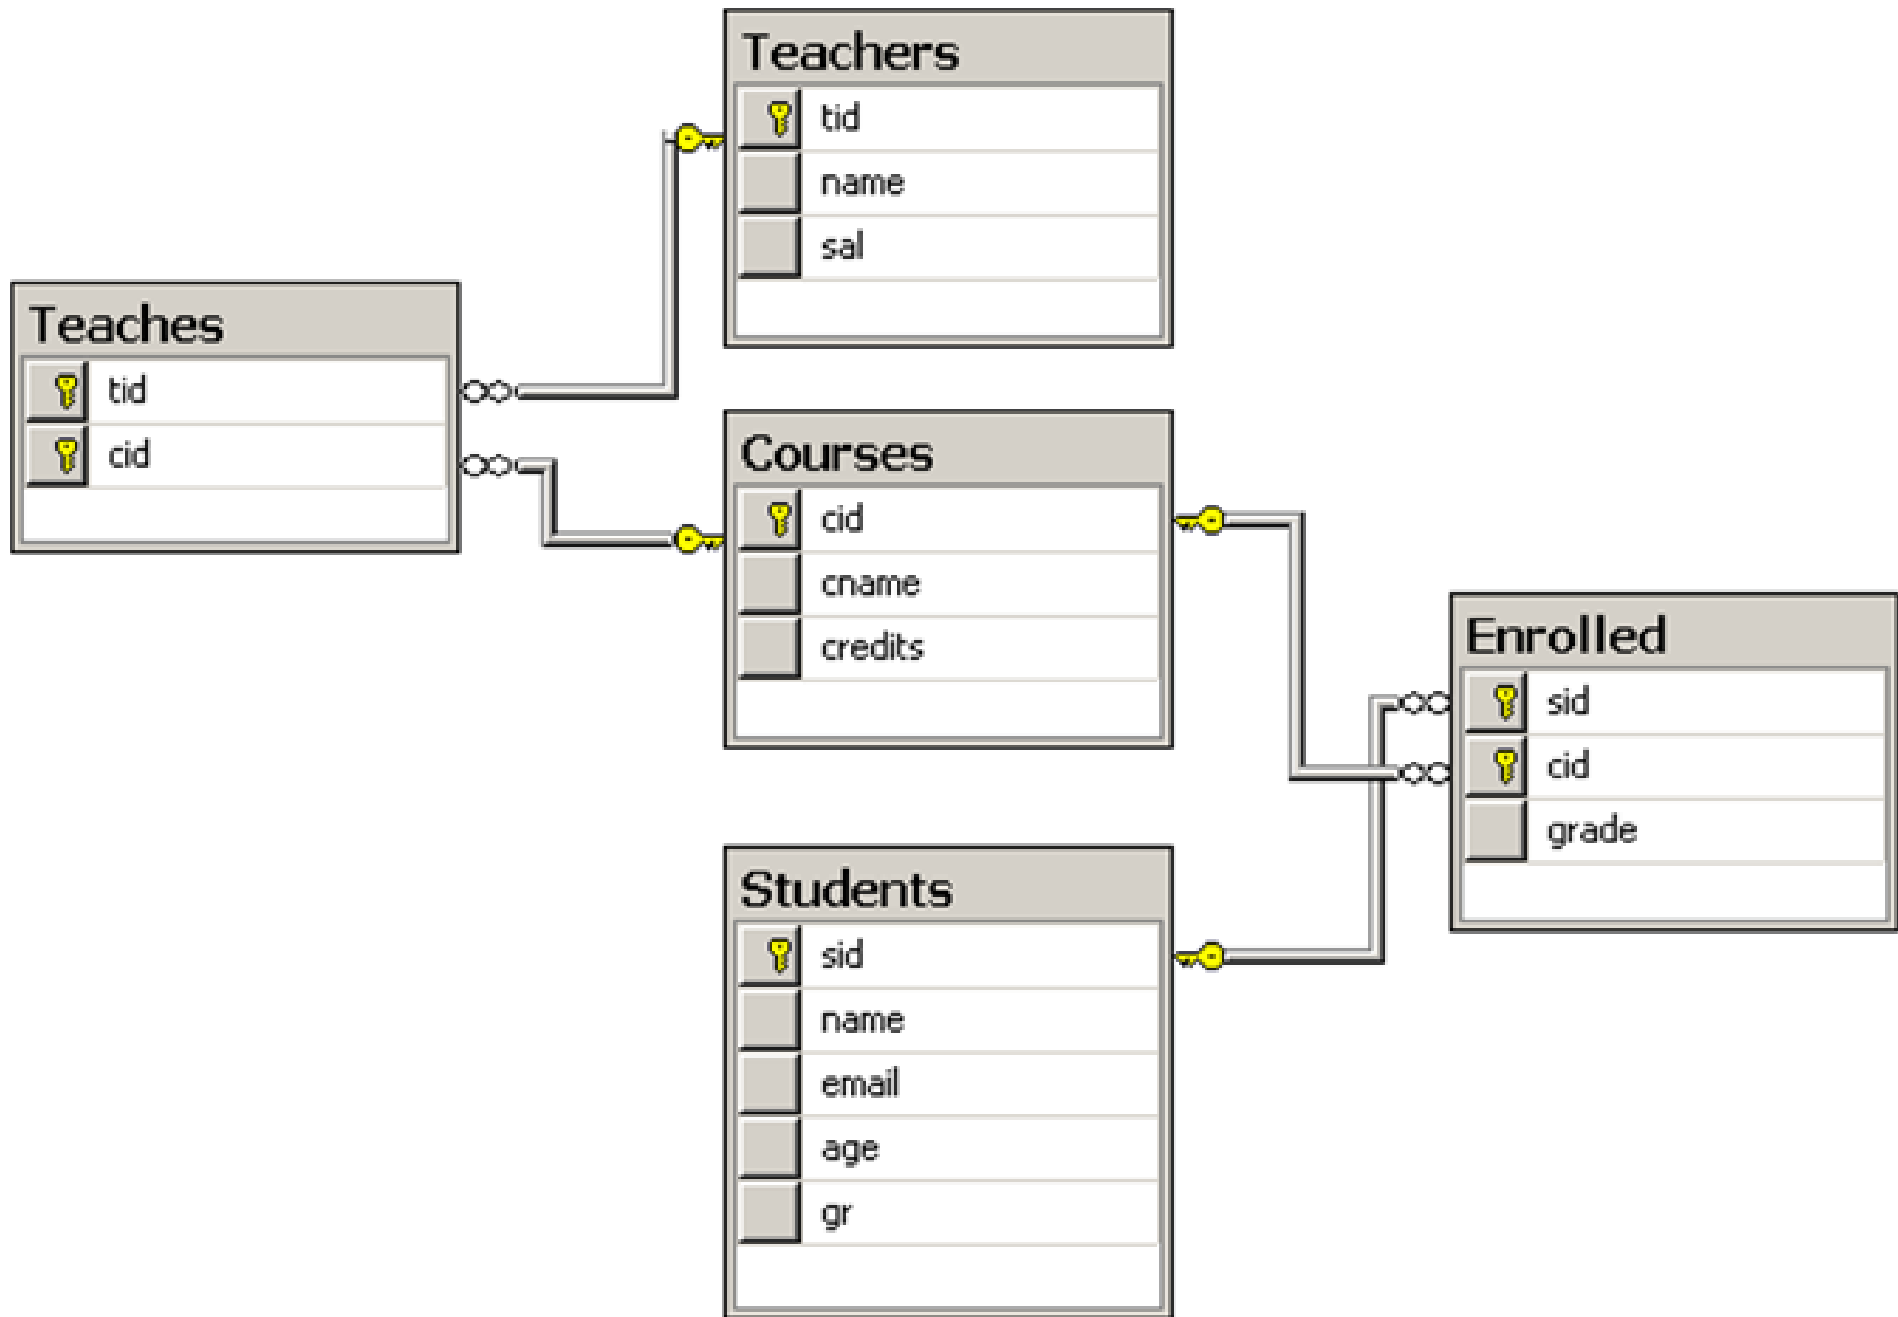 Teachers
tid
name
sal
Teaches
tid
cid
Courses
cid
cname
credits
Enrolled
sid
cid
grade
Students
sid
name
email
age
gr